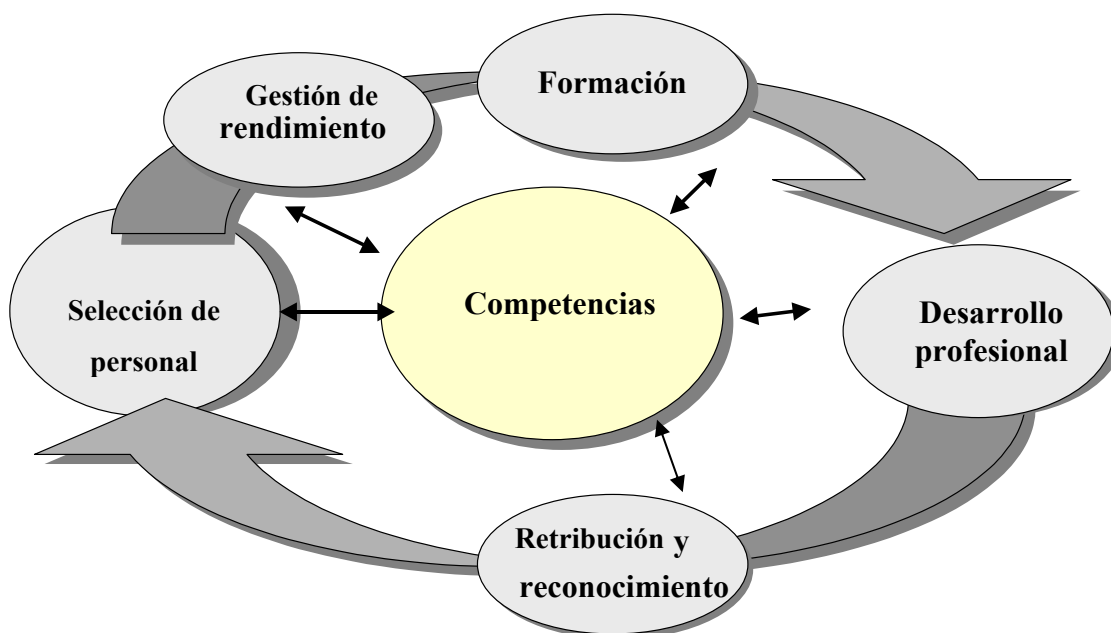 Gestión de
rendimiento
Formación
Competencias
Selección de
personal
Desarrollo
profesional
Retribución y
reconocimiento